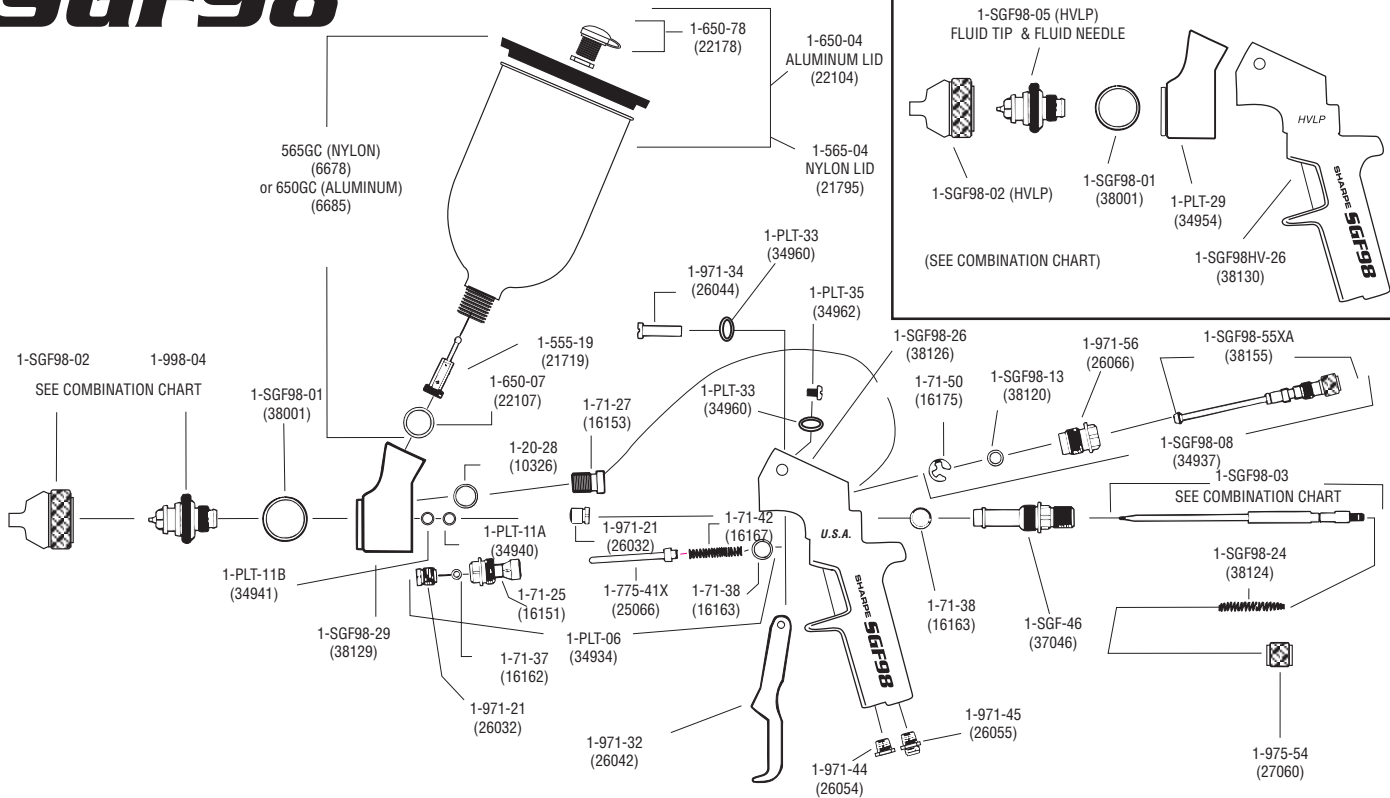 SGF98
1-650-78
(22178)
1-650-04
ALUMINUM LID
(22104)
565GC (NYLON)
(6678)
or 650GC (ALUMINUM)
(6685)
1-565-04
NYLON LID
(21795)
1-SGF98-05 (HVLP)
FLUID TIP & FLUID NEEDLE
HVLP
SHARPE SGF98
1-SGF98-02 (HVLP)
1-SGF98-01
(38001)
1-PLT-29
(34954)
1-SGF98HV-26
(38130)
(SEE COMBINATION CHART)
1-PLT-33
(34960)
1-971-34
(26044)
1-PLT-35
(34962)
1-SGF98-26
(38126)
1-971-56
(26066)
1-SGF98-55XA
(38155)
1-SGF98-02
1-998-04
SEE COMBINATION CHART
1-555-19
(21719)
1-SGF98-01
(38001)
1-650-07
(22107)
1-71-27
(16153)
1-PLT-33
(34960)
1-71-50
(16175)
1-SGF98-13
(38120)
1-SGF98-08
(34937)
1-20-28
(10326)
1-SGF98-03
SEE COMBINATION CHART
1-PLT-11A
(34940)
1-971-21
(26032)
1-71-42
(16167)
U.S.A.
SHARPE SGF98
1-PLT-11B
(34941)
1-71-25
(16151)
1-775-41X
(25066)
1-71-38
(16163)
1-71-38
(16163)
1-SGF-46
(37046)
1-SGF98-24
(38124)
1-SGF98-29
(38129)
1-PLT-06
(34934)
1-71-37
(16162)
1-971-21
(26032)
1-971-32
(26042)
1-971-45
(26055)
1-971-44
(26054)
1-975-54
(27060)